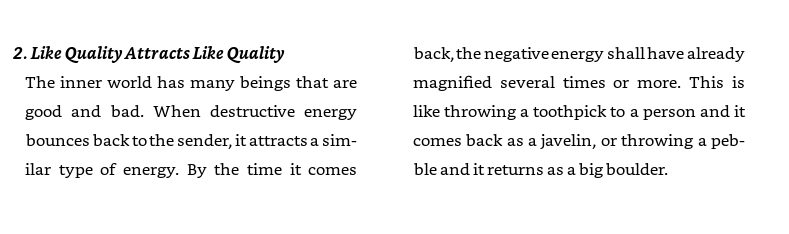 2. Like Quality Attracts Like Quality
The inner world has many beings that are
good and bad. When destructive energy
bounces back to the sender, it attracts a sim-
ilar type of energy. By the time it comes
back, the negative energy shall have already
magnified several times or more. This is
like throwing a toothpick to a person and it
comes back as a javelin, or throwing a peb-
ble and it returns as a big boulder.